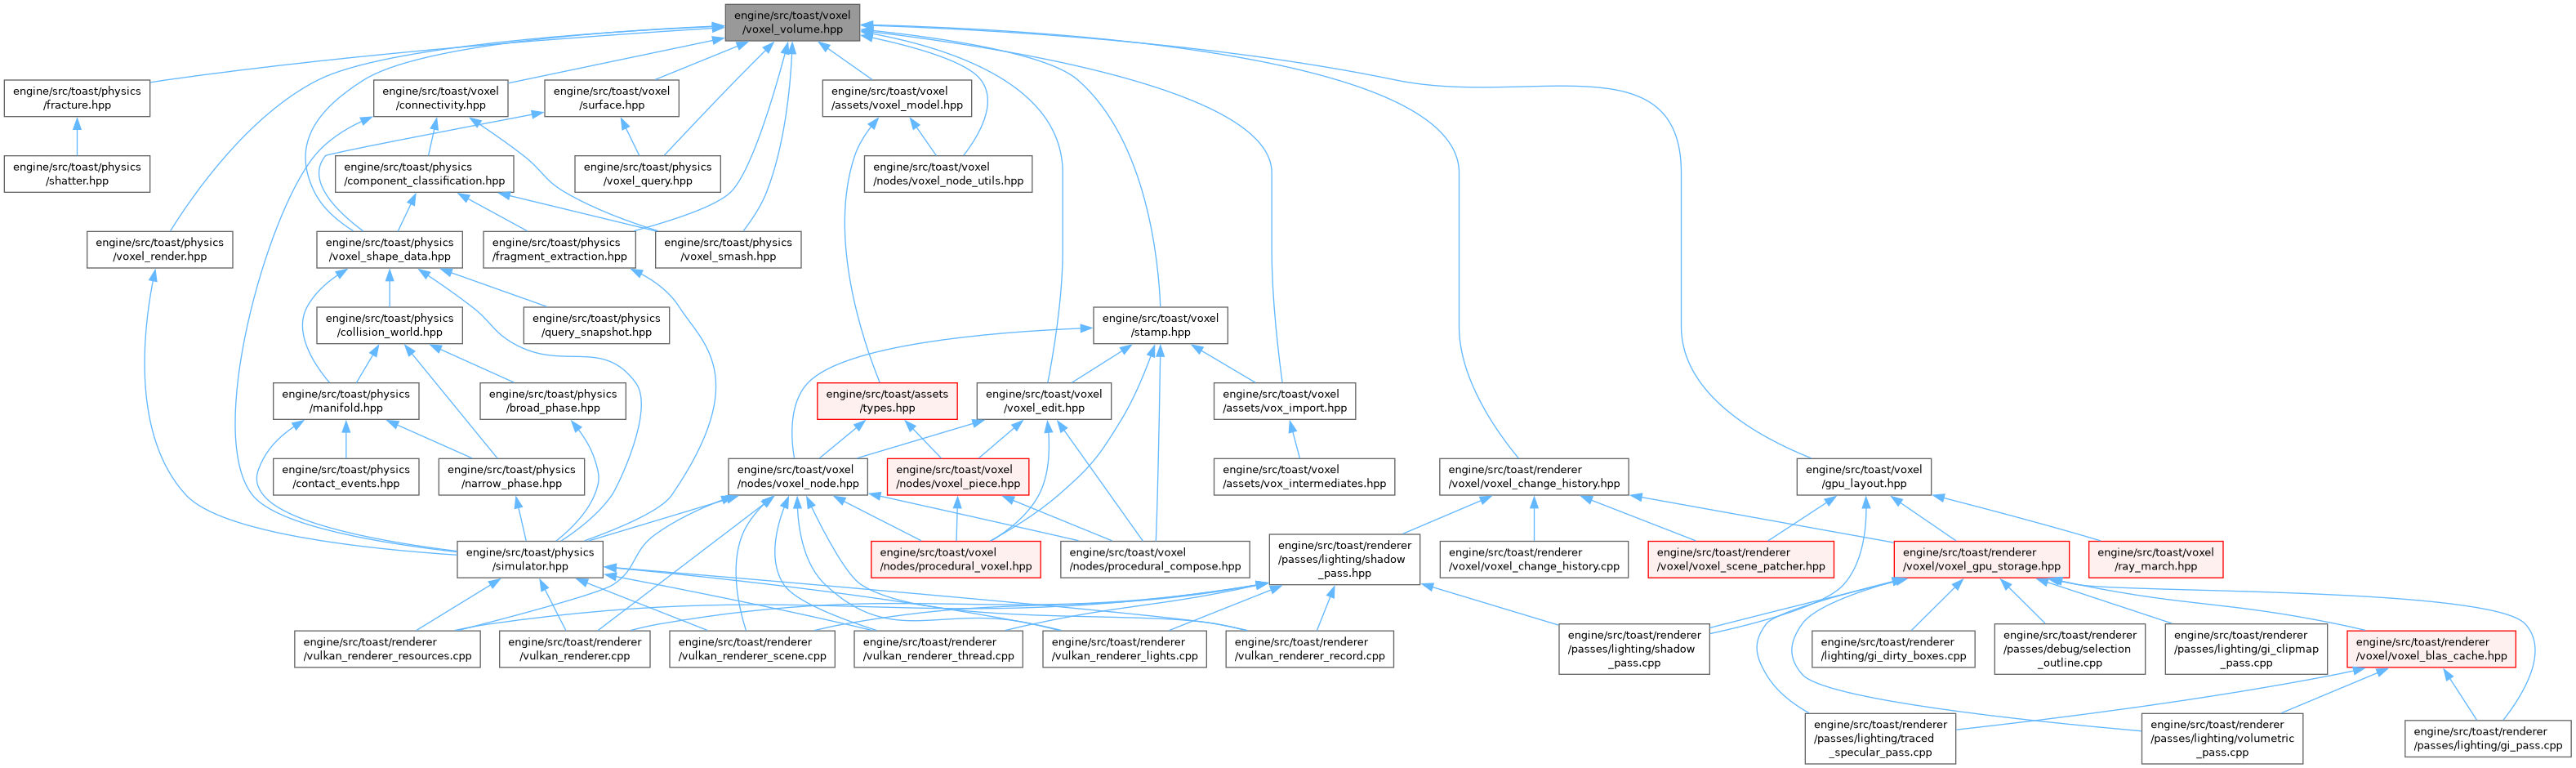 engine/src/toast/voxel
/voxel_volume.hpp
engine/src/toast/physics
/fracture.hpp
engine/src/toast/voxel
/connectivity.hpp
engine/src/toast/voxel
/surface.hpp
engine/src/toast/voxel
/assets/voxel_model.hpp
engine/src/toast/physics
/shatter.hpp
engine/src/toast/physics
/component_classification.hpp
engine/src/toast/physics
/voxel_query.hpp
engine/src/toast/voxel
/nodes/voxel_node_utils.hpp
engine/src/toast/physics
/voxel_render.hpp
engine/src/toast/physics
/voxel_shape_data.hpp
engine/src/toast/physics
/fragment_extraction.hpp
engine/src/toast/physics
/voxel_smash.hpp
engine/src/toast/physics
/collision_world.hpp
engine/src/toast/physics
/query_snapshot.hpp
engine/src/toast/voxel
/stamp.hpp
engine/src/toast/physics
/manifold.hpp
engine/src/toast/physics
/broad_phase.hpp
engine/src/toast/assets
/types.hpp
engine/src/toast/voxel
/voxel_edit.hpp
engine/src/toast/voxel
/assets/vox_import.hpp
engine/src/toast/physics
/contact_events.hpp
engine/src/toast/physics
/narrow_phase.hpp
engine/src/toast/voxel
/nodes/voxel_node.hpp
engine/src/toast/voxel
/nodes/voxel_piece.hpp
engine/src/toast/voxel
/assets/vox_intermediates.hpp
engine/src/toast/renderer
/voxel/voxel_change_history.hpp
engine/src/toast/voxel
/gpu_layout.hpp
engine/src/toast/physics
/simulator.hpp
engine/src/toast/voxel
/nodes/procedural_voxel.hpp
engine/src/toast/voxel
/nodes/procedural_compose.hpp
engine/src/toast/renderer
/passes/lighting/shadow
_pass.hpp
engine/src/toast/renderer
/voxel/voxel_change_history.cpp
engine/src/toast/renderer
/voxel/voxel_scene_patcher.hpp
engine/src/toast/renderer
/voxel/voxel_gpu_storage.hpp
engine/src/toast/voxel
/ray_march.hpp
engine/src/toast/renderer
/vulkan_renderer_resources.cpp
engine/src/toast/renderer
/vulkan_renderer.cpp
engine/src/toast/renderer
/vulkan_renderer_scene.cpp
engine/src/toast/renderer
/vulkan_renderer_thread.cpp
engine/src/toast/renderer
/vulkan_renderer_lights.cpp
engine/src/toast/renderer
/vulkan_renderer_record.cpp
engine/src/toast/renderer
/passes/lighting/shadow
_pass.cpp
engine/src/toast/renderer
/lighting/gi_dirty_boxes.cpp
engine/src/toast/renderer
/passes/debug/selection
_outline.cpp
engine/src/toast/renderer
/passes/lighting/gi_clipmap
_pass.cpp
engine/src/toast/renderer
/voxel/voxel_blas_cache.hpp
engine/src/toast/renderer
/passes/lighting/traced
_specular_pass.cpp
engine/src/toast/renderer
/passes/lighting/volumetric
_pass.cpp
engine/src/toast/renderer
/passes/lighting/gi_pass.cpp